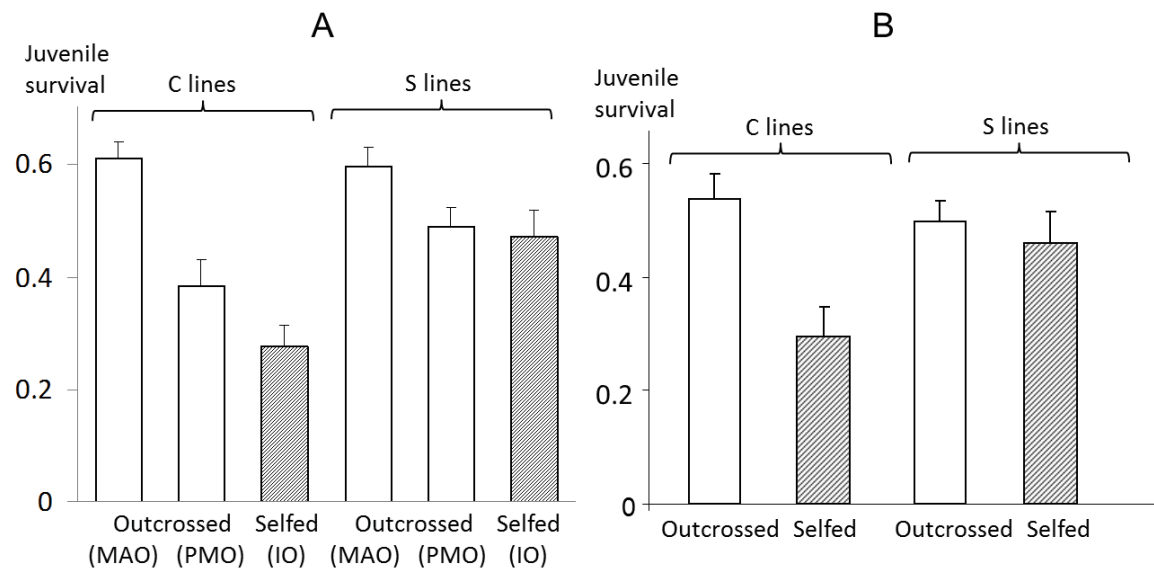 A
Juvenile
survival
C lines
S lines
0.6
0.4
0.2
0
Outcrossed Selfed Outcrossed Selfed
(MAO) (PMO) (IO) (MAO) (PMO) (IO)
B
Juvenile
survival
C lines
S lines
0.6
0.4
0.2
0
Outcrossed Selfed Outcrossed Selfed